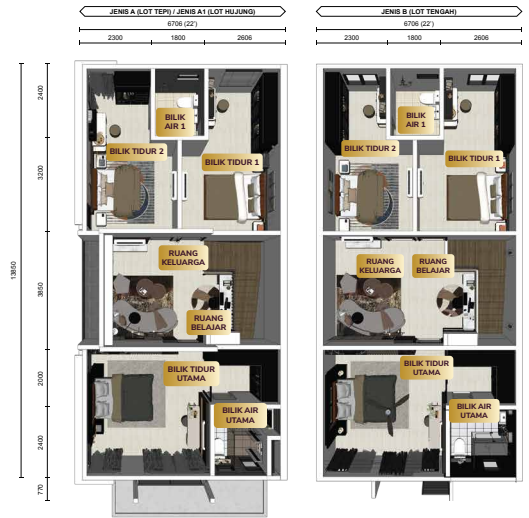 JENIS A (LOT TEPI) / JENIS A1 (LOT HUJUNG)
6706 (22')
2300 1800 2606
JENIS B (LOT TENGAH)
6706 (22')
2300 1800 2606
13850
2400
3200
3850
2000
2400
770
BILIK
AIR 1
BILIK TIDUR 2
BILIK TIDUR 1
RUANG
KELUARGA
RUANG
BELAJAR
BILIK TIDUR
UTAMA
BILIK AIR
UTAMA
BILIK
AIR 1
BILIK TIDUR 2
BILIK TIDUR 1
RUANG
KELUARGA
RUANG
BELAJAR
BILIK TIDUR
UTAMA
BILIK AIR
UTAMA